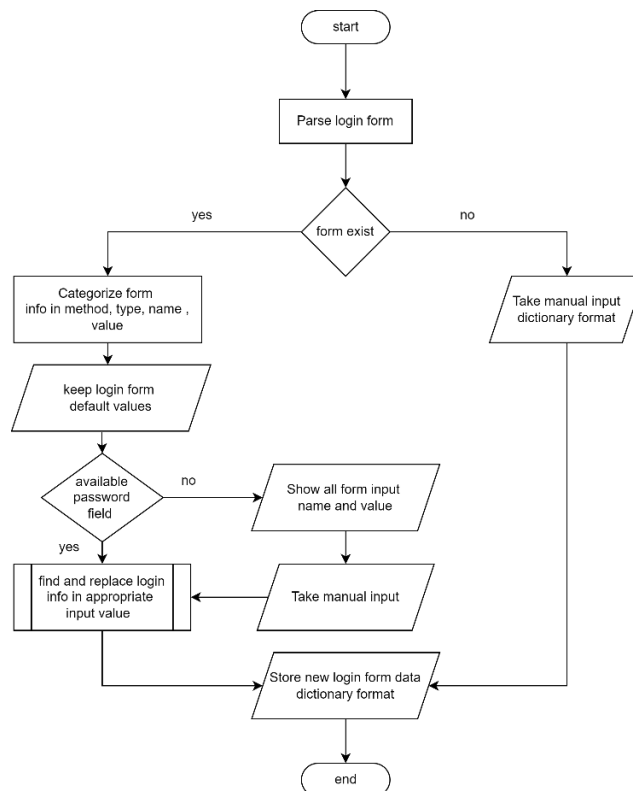 start
Parse login form
yes
form exist
no
Categorize form
info in method, type, name ,
value
Take manual input
dictionary format
keep login form
default values
available
password
field
no
Show all form input
name and value
yes
find and replace login
info in appropriate
input value
Take manual input
Store new login form data
dictionary format
end